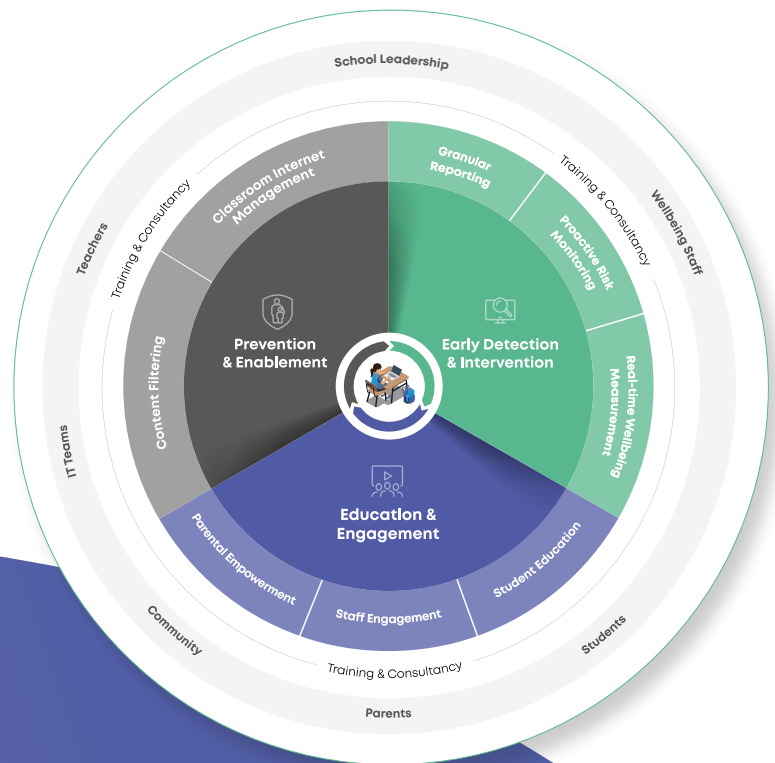 School Leadership
Teachers
Training & Consultancy
Classroom Internet
Management
Granular
Reporting
Training & Consultancy
Wellbeing Staff
Proactive Risk
Monitoring
Prevention
& Enablement
Early Detection
& Intervention
Content Filtering
Real-time Wellbeing
Measurement
IT Teams
Education &
Engagement
Parental Empowerment
Staff Engagement
Student Education
Community
Training & Consultancy
Students
Parents